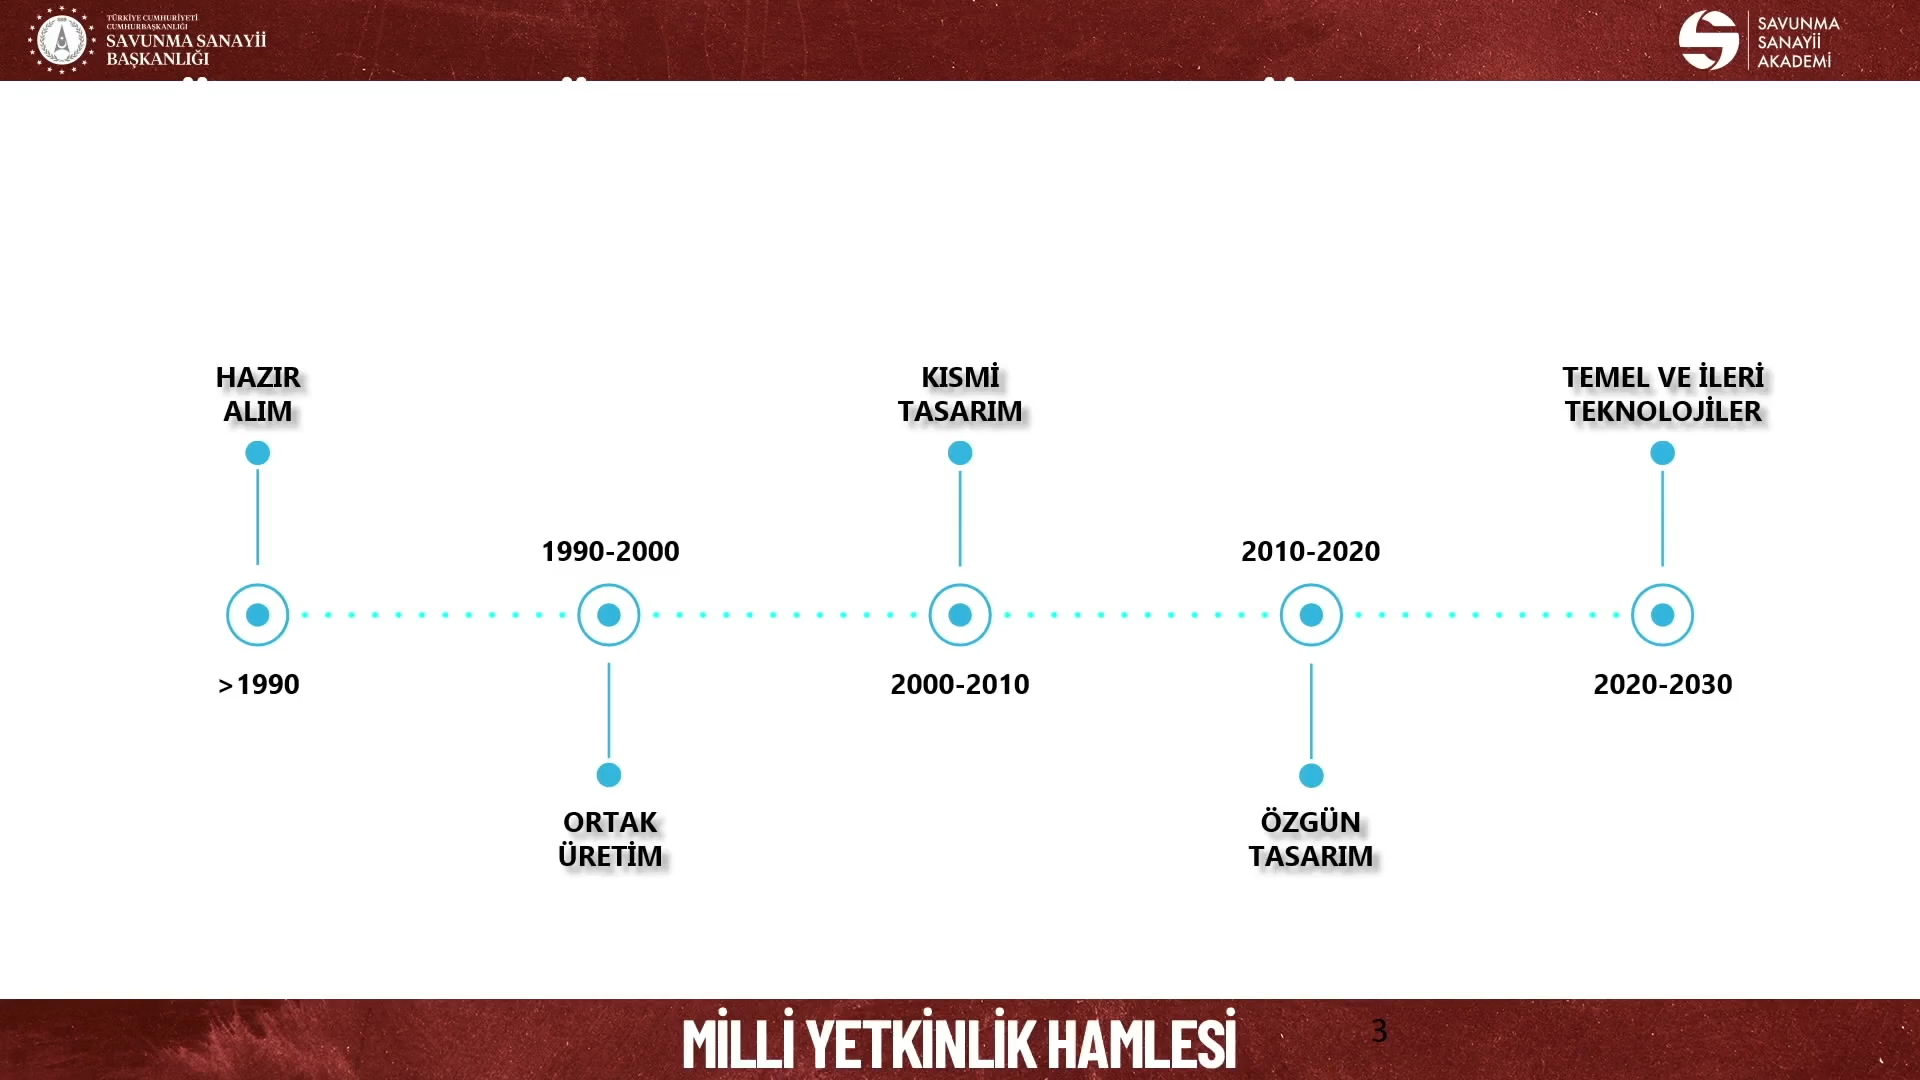 TÜRKİYE CUMHURİYETİ
CUMHURBAŞKANLIĞI
SAVUNMA SANAYİİ
BAŞKANLIĞI
SAVUNMA
SANAYİİ
AKADEMİ
HAZIR
ALIM
>1990
1990-2000
ORTAK
ÜRETİM
KISMİ
TASARIM
2000-2010
2010-2020
ÖZGÜN
TASARIM
TEMEL VE İLERİ
TEKNOLOJİLER
2020-2030
MİLLİ YETKİNLİK HAMLESİ
3